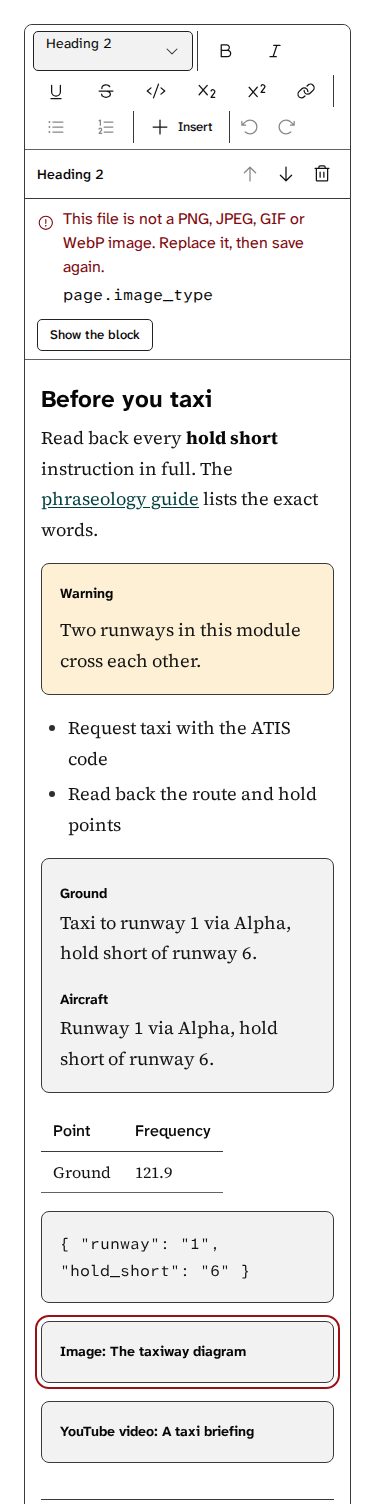 Heading 2
B I
U S </> X₂ X² 
Insert
Heading 2
This file is not a PNG, JPEG, GIF or
WebP image. Replace it, then save
again.
page.image_type
Show the block
Before you taxi
Read back every hold short
instruction in full. The
phraseology guide lists the exact
words.
Warning
Two runways in this module
cross each other.
• Request taxi with the ATIS
code
• Read back the route and hold
points
Ground
Taxi to runway 1 via Alpha,
hold short of runway 6.
Aircraft
Runway 1 via Alpha, hold
short of runway 6.
Point Frequency
Ground 121.9
{ "runway": "1",
"hold_short": "6" }
Image: The taxiway diagram
YouTube video: A taxi briefing